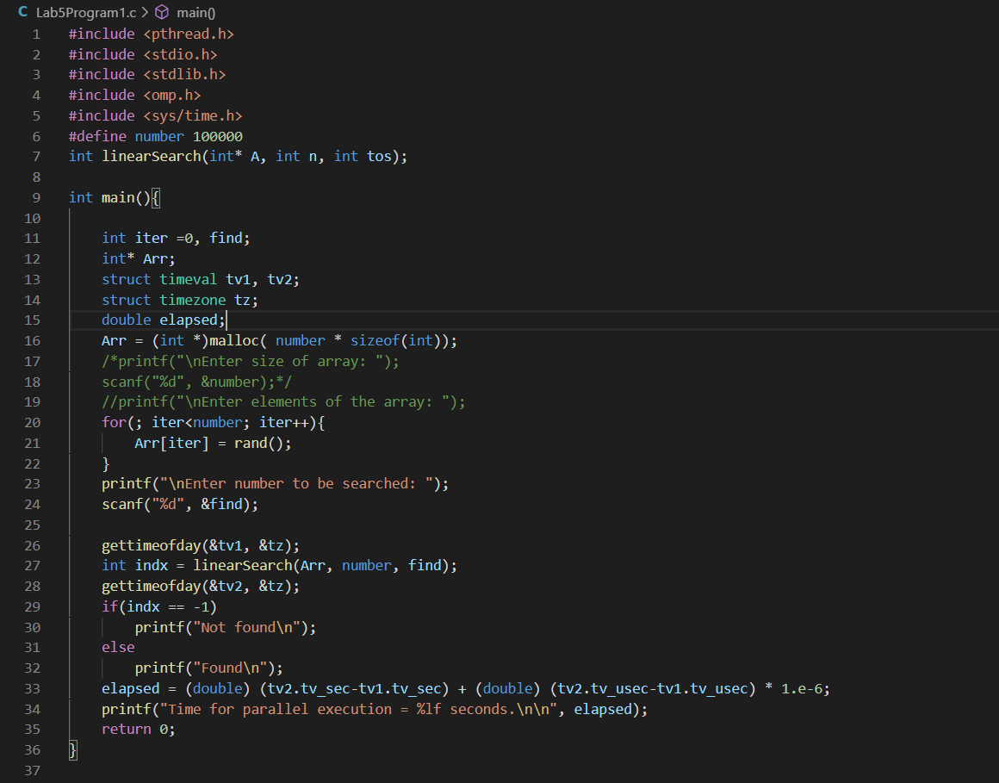 C Lab5Program1.c > main()
1 #include <pthread.h>
2 #include <stdio.h>
3 #include <stdlib.h>
4 #include <omp.h>
5 #include <sys/time.h>
6 #define number 100000
7 int linearSearch(int* A, int n, int tos);
8
9 int main(){
10
11     int iter =0, find;
12     int* Arr;
13     struct timeval tv1, tv2;
14     struct timezone tz;
15     double elapsed;
16     Arr = (int *)malloc( number * sizeof(int));
17     /*printf("\nEnter size of array: ");
18     scanf("%d", &number);*/
19     //printf("\nEnter elements of the array: ");
20     for(; iter<number; iter++){
21         Arr[iter] = rand();
22     }
23     printf("\nEnter number to be searched: ");
24     scanf("%d", &find);
25
26     gettimeofday(&tv1, &tz);
27     int indx = linearSearch(Arr, number, find);
28     gettimeofday(&tv2, &tz);
29     if(indx == -1)
30         printf("Not found\n");
31     else
32         printf("Found\n");
33     elapsed = (double) (tv2.tv_sec-tv1.tv_sec) + (double) (tv2.tv_usec-tv1.tv_usec) * 1.e-6;
34     printf("Time for parallel execution = %lf seconds.\n\n", elapsed);
35     return 0;
36 }
37